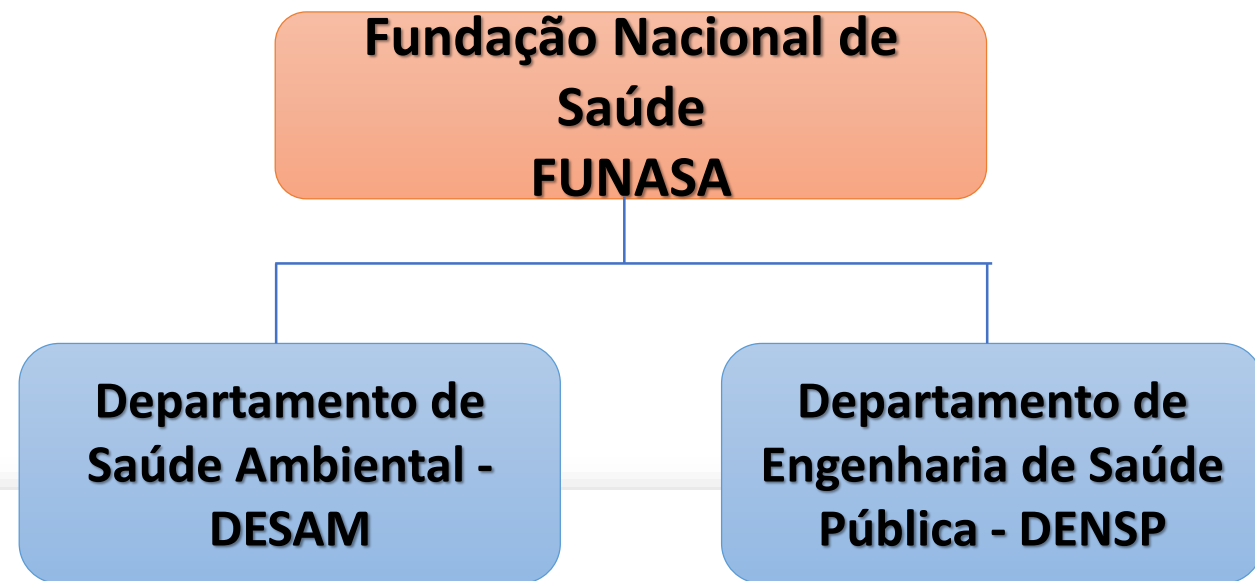 Fundação Nacional de
Saúde
FUNASA
Departamento de
Saúde Ambiental -
DESAM
Departamento de
Engenharia de Saúde
Pública - DENSP